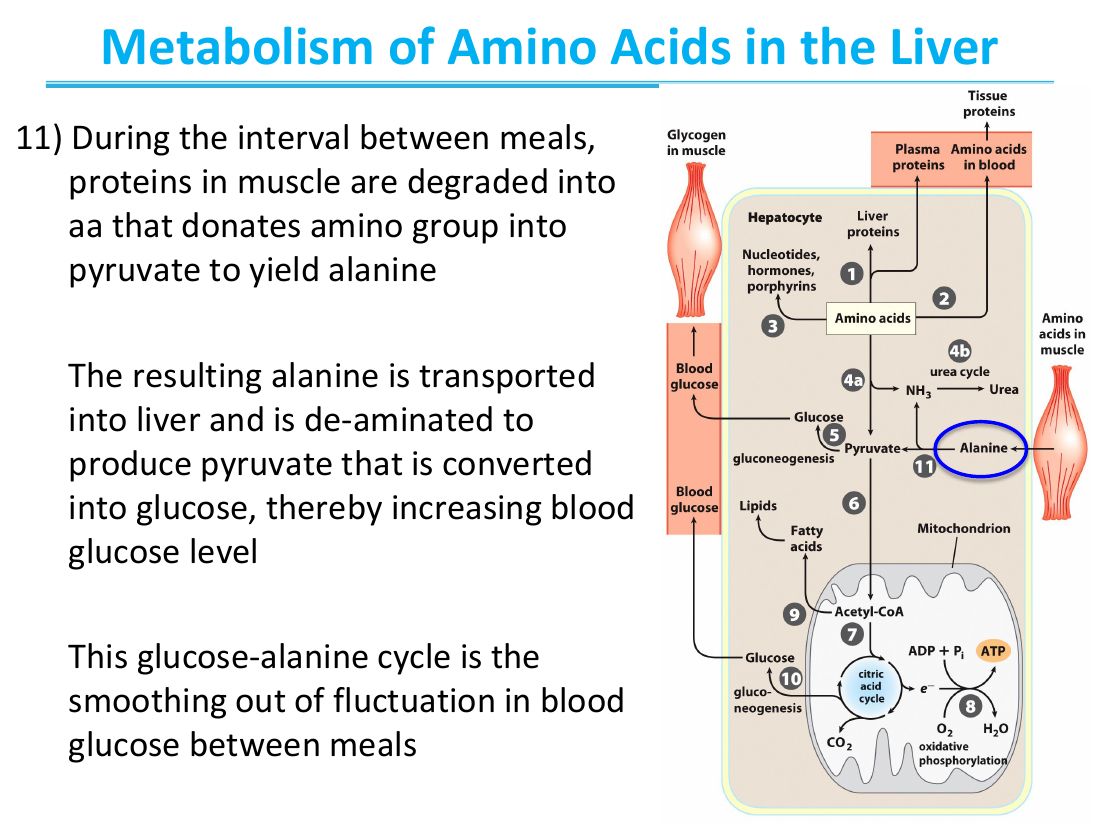 Metabolism of Amino Acids in the Liver
11) During the interval between meals,
proteins in muscle are degraded into
aa that donates amino group into
pyruvate to yield alanine
The resulting alanine is transported
into liver and is de-aminated to
produce pyruvate that is converted
into glucose, thereby increasing blood
glucose level
This glucose-alanine cycle is the
smoothing out of fluctuation in blood
glucose between meals
Tissue
proteins
Glycogen
in muscle
Plasma
proteins
Amino acids
in blood
Hepatocyte
Liver
proteins
Nucleotides,
hormones,
porphyrins
1
2
3
Amino acids
Amino
acids in
muscle
4b
urea cycle
Blood
glucose
4a
NH3
Urea
Glucose
5
gluconeogenesis
Pyruvate
Alanine
11
Blood
glucose
Lipids
6
Fatty
acids
Mitochondrion
9
Acetyl-CoA
7
ADP + Pi
ATP
Glucose
10
gluco-
neogenesis
citric
acid
cycle
e−
8
O2
H2O
CO2
oxidative
phosphorylation